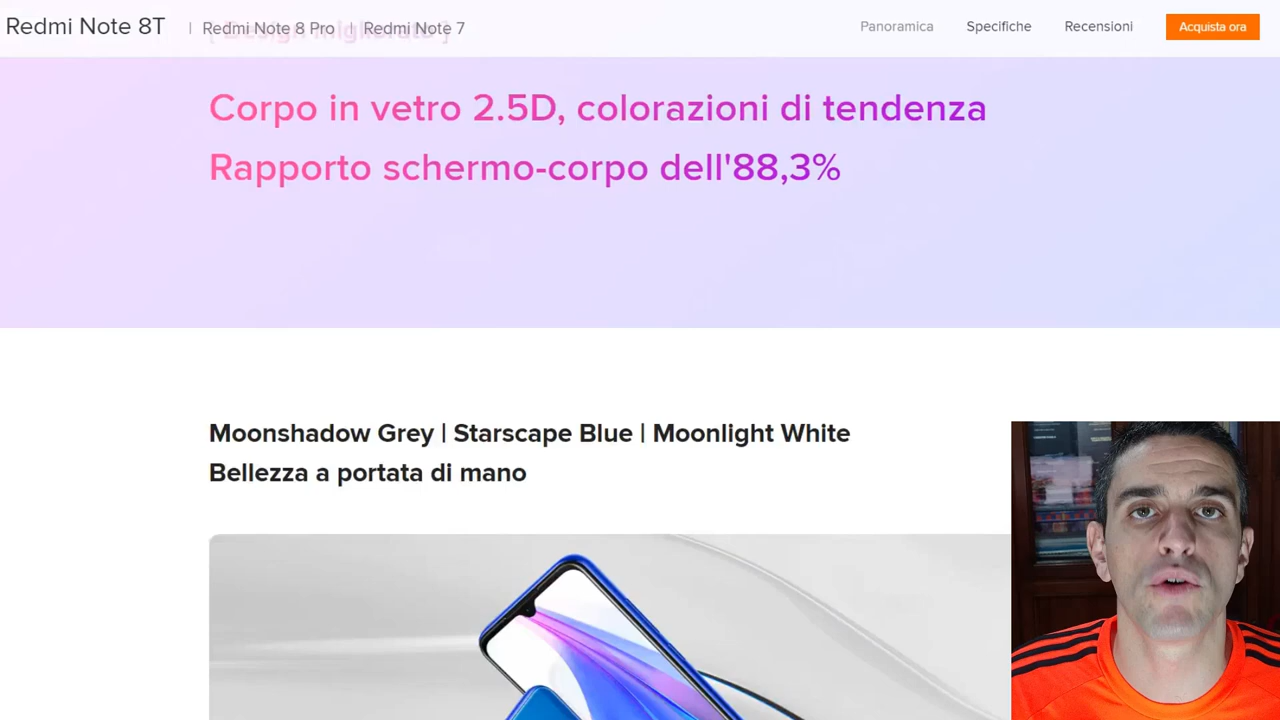 Redmi Note 8T | Redmi Note 8 Pro | Redmi Note 7 Panoramica Specifiche Recensioni Acquista ora
[ Design migliorato ]
Corpo in vetro 2.5D, colorazioni di tendenza
Rapporto schermo-corpo dell'88,3%
Moonshadow Grey | Starscape Blue | Moonlight White
Bellezza a portata di mano